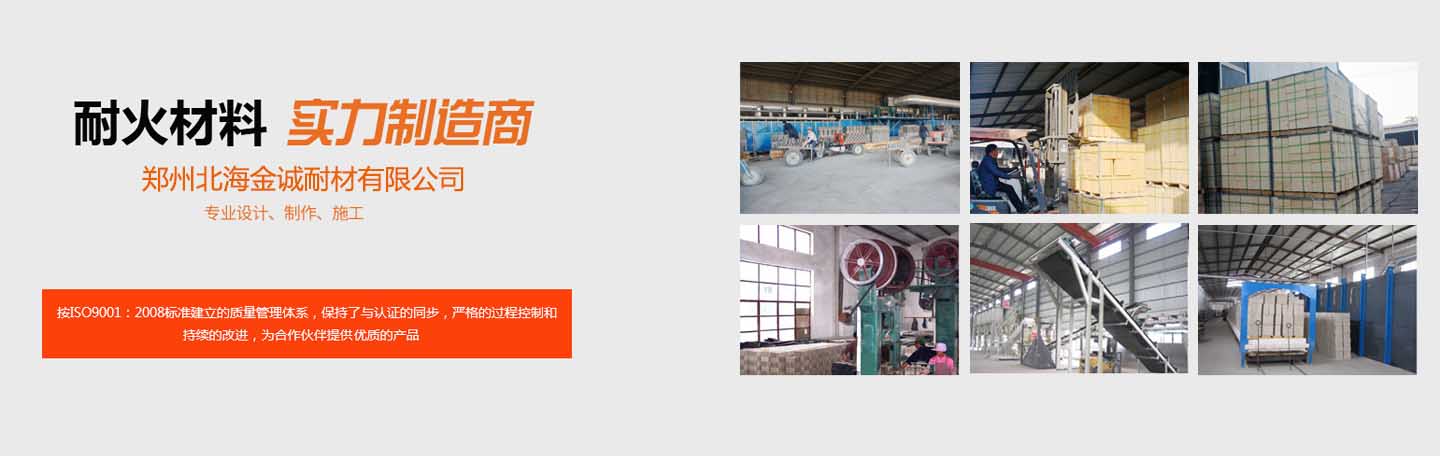 耐火材料 实力制造商
郑州北海金诚耐材有限公司
专业设计、制作、施工
按ISO9001：2008标准建立的质量管理体系，保持了与认证的同步，严格的过程控制和
持续的改进，为合作伙伴提供优质的产品